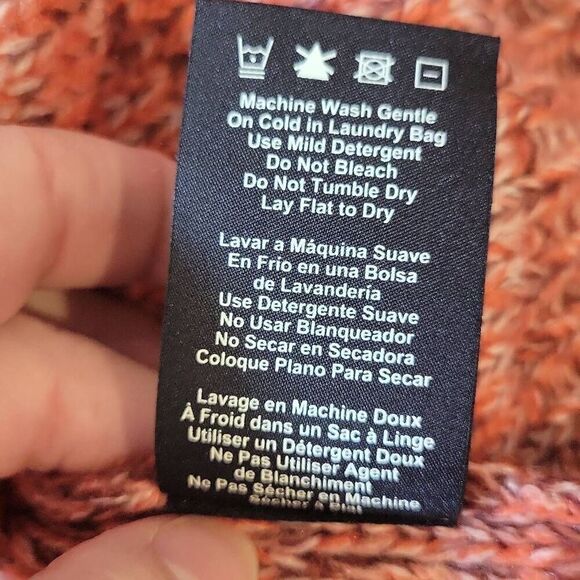 Machine Wash Gentle
On Cold in Laundry Bag
Use Mild Detergent
Do Not Bleach
Do Not Tumble Dry
Lay Flat to Dry
Lavar a Máquina Suave
En Frío en una Bolsa
de Lavandería
Use Detergente Suave
No Usar Blanqueador
No Secar en Secadora
Coloque Plano Para Secar
Lavage en Machine Doux
À Froid dans un Sac à Linge
Utiliser un Détergent Doux
Ne Pas Utiliser Agent
de Blanchiment
Ne Pas Sécher en Machine
Sécher à Plat